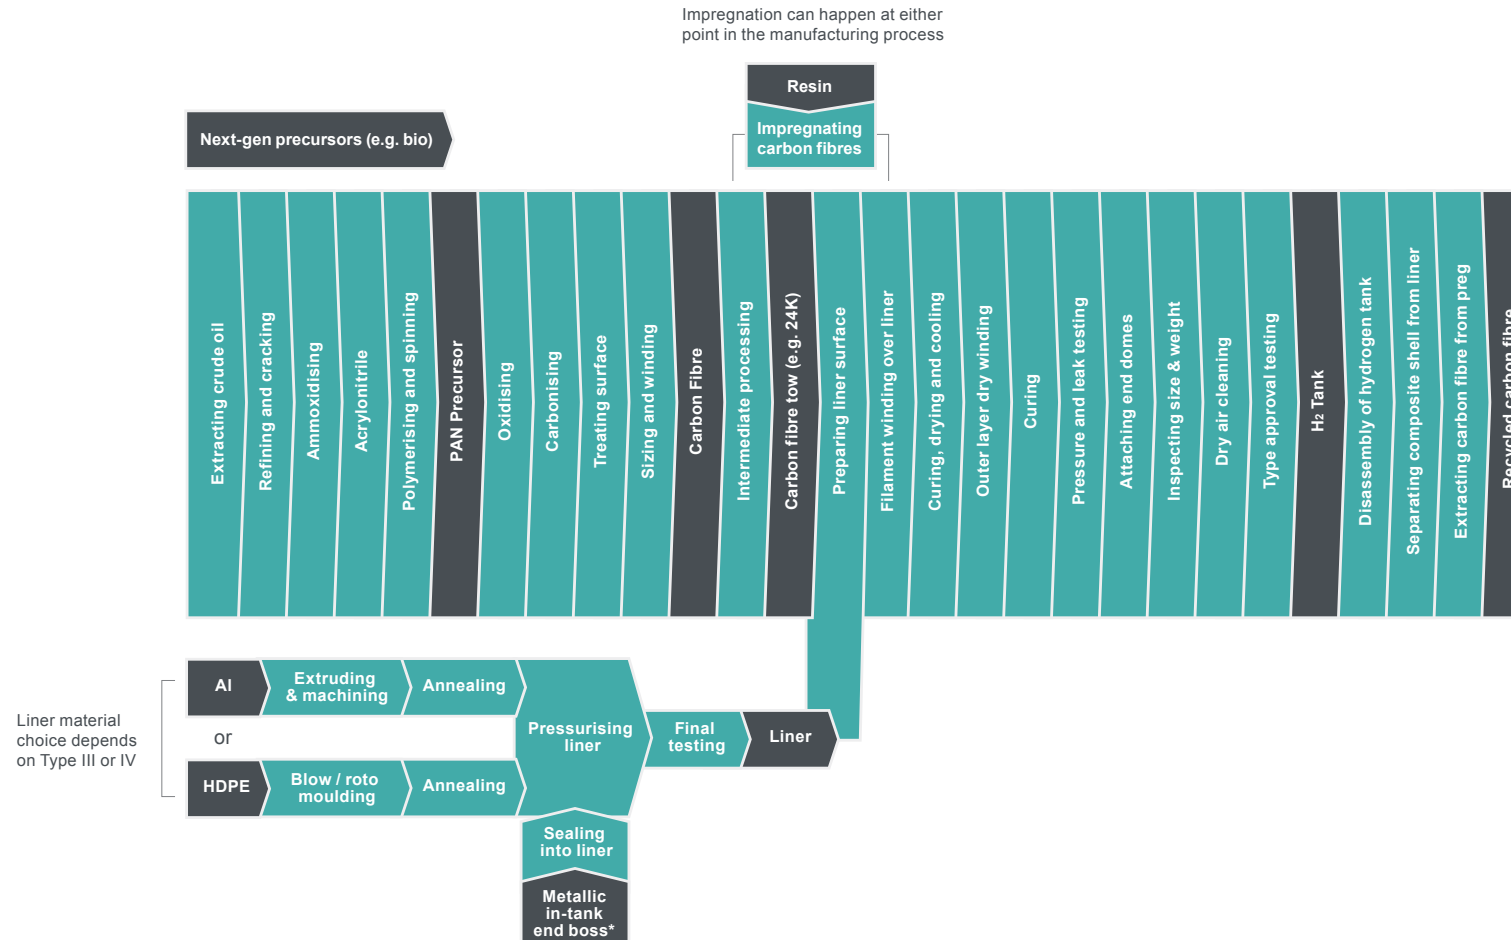 Impregnation can happen at either
point in the manufacturing process
Resin
Impregnating
carbon fibres
Next-gen precursors (e.g. bio)
Extracting crude oil
Refining and cracking
Ammoxidising
Acrylonitrile
Polymerising and spinning
PAN Precursor
Oxidising
Carbonising
Treating surface
Sizing and winding
Carbon Fibre
Intermediate processing
Carbon fibre tow (e.g. 24K)
Preparing liner surface
Filament winding over liner
Curing, drying and cooling
Outer layer dry winding
Curing
Pressure and leak testing
Attaching end domes
Inspecting size & weight
Dry air cleaning
Type approval testing
H₂ Tank
Disassembly of hydrogen tank
Separating composite shell from liner
Extracting carbon fibre from preg
Recycled carbon fibre
Liner material
choice depends
on Type III or IV
Al
Extruding
& machining
Annealing
or
HDPE
Blow / roto
moulding
Annealing
Pressurising
liner
Final
testing
Liner
Sealing
into liner
Metallic
in-tank
end boss*